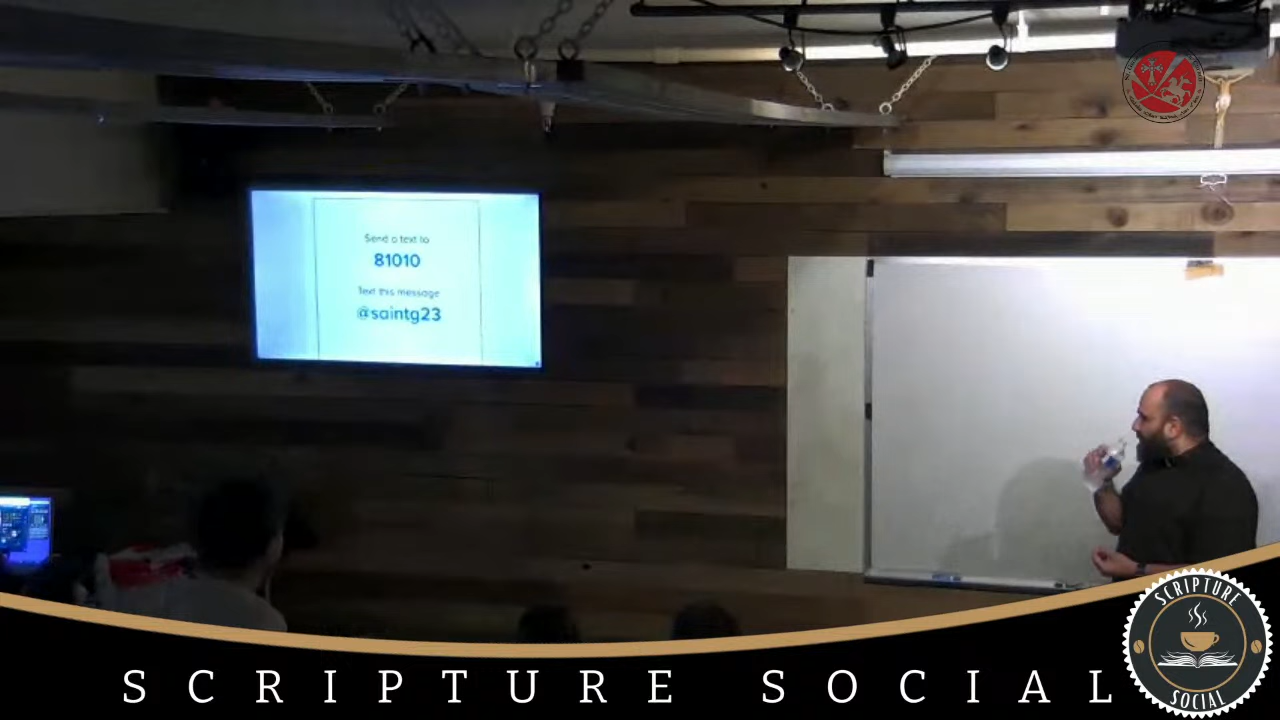 Send a text to
81010
Text this message
@saintg23
SCRIPTURE SOCIAL
SCRIPTURE
SOCIAL